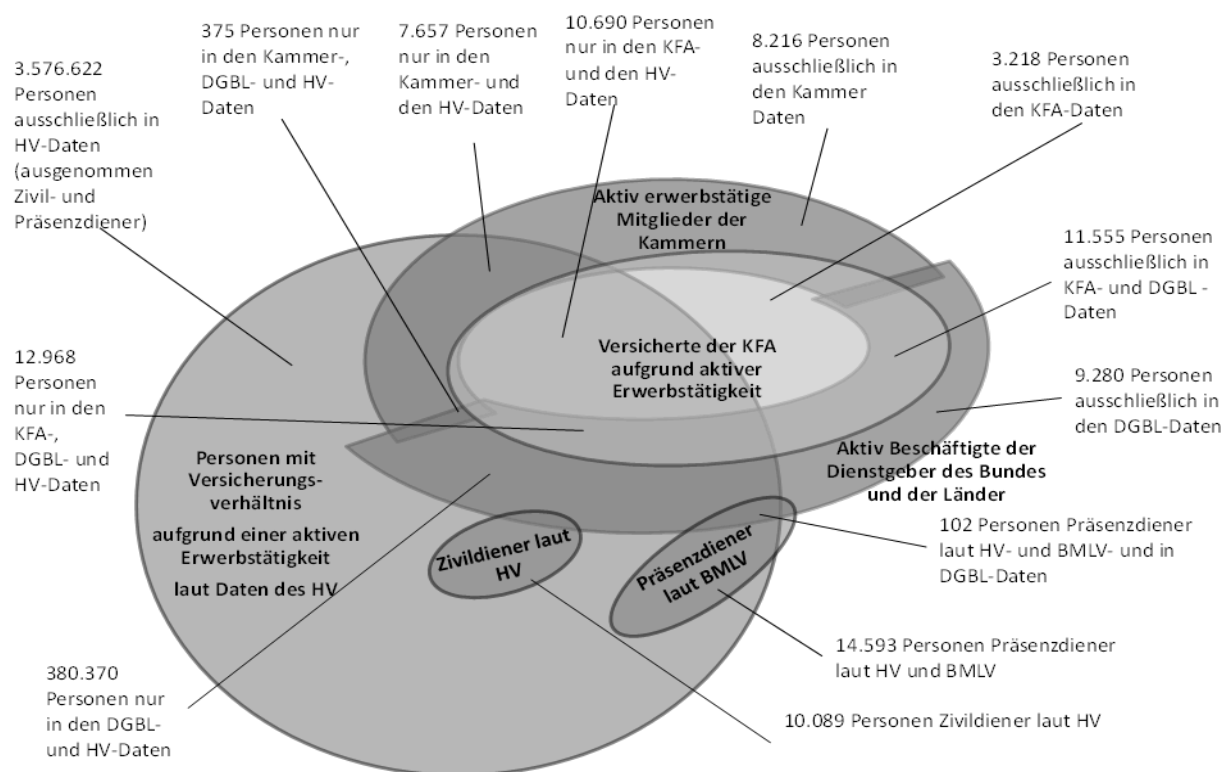 3.576.622
Personen
ausschließlich in
HV-Daten
(ausgenommen
Zivil- und
Präsenzdiener)
375 Personen nur
in den Kammer-,
DGBL- und HV-
Daten
7.657 Personen
nur in den
Kammer- und
den HV-Daten
10.690 Personen
nur in den KFA-
und den HV-
Daten
8.216 Personen
ausschließlich in
den Kammer
Daten
3.218 Personen
ausschließlich in
den KFA-Daten
Aktiv erwerbstätige
Mitglieder der
Kammern
11.555 Personen
ausschließlich in
KFA- und DGBL -
Daten
Versicherte der KFA
aufgrund aktiver
Erwerbstätigkeit
12.968
Personen
nur in den
KFA-,
DGBL- und
HV-Daten
9.280 Personen
ausschließlich in
den DGBL-Daten
Personen mit
Versicherungs-
verhältnis
aufgrund einer aktiven
Erwerbstätigkeit
laut Daten des HV
Aktiv Beschäftigte der
Dienstgeber des Bundes
und der Länder
Zivildiener laut
HV
Präsenzdiener
laut BMLV
102 Personen Präsenzdiener
laut HV- und BMLV- und in
DGBL-Daten
14.593 Personen Präsenzdiener
laut HV und BMLV
10.089 Personen Zivildiener laut HV
380.370
Personen nur
in den DGBL-
und HV-Daten